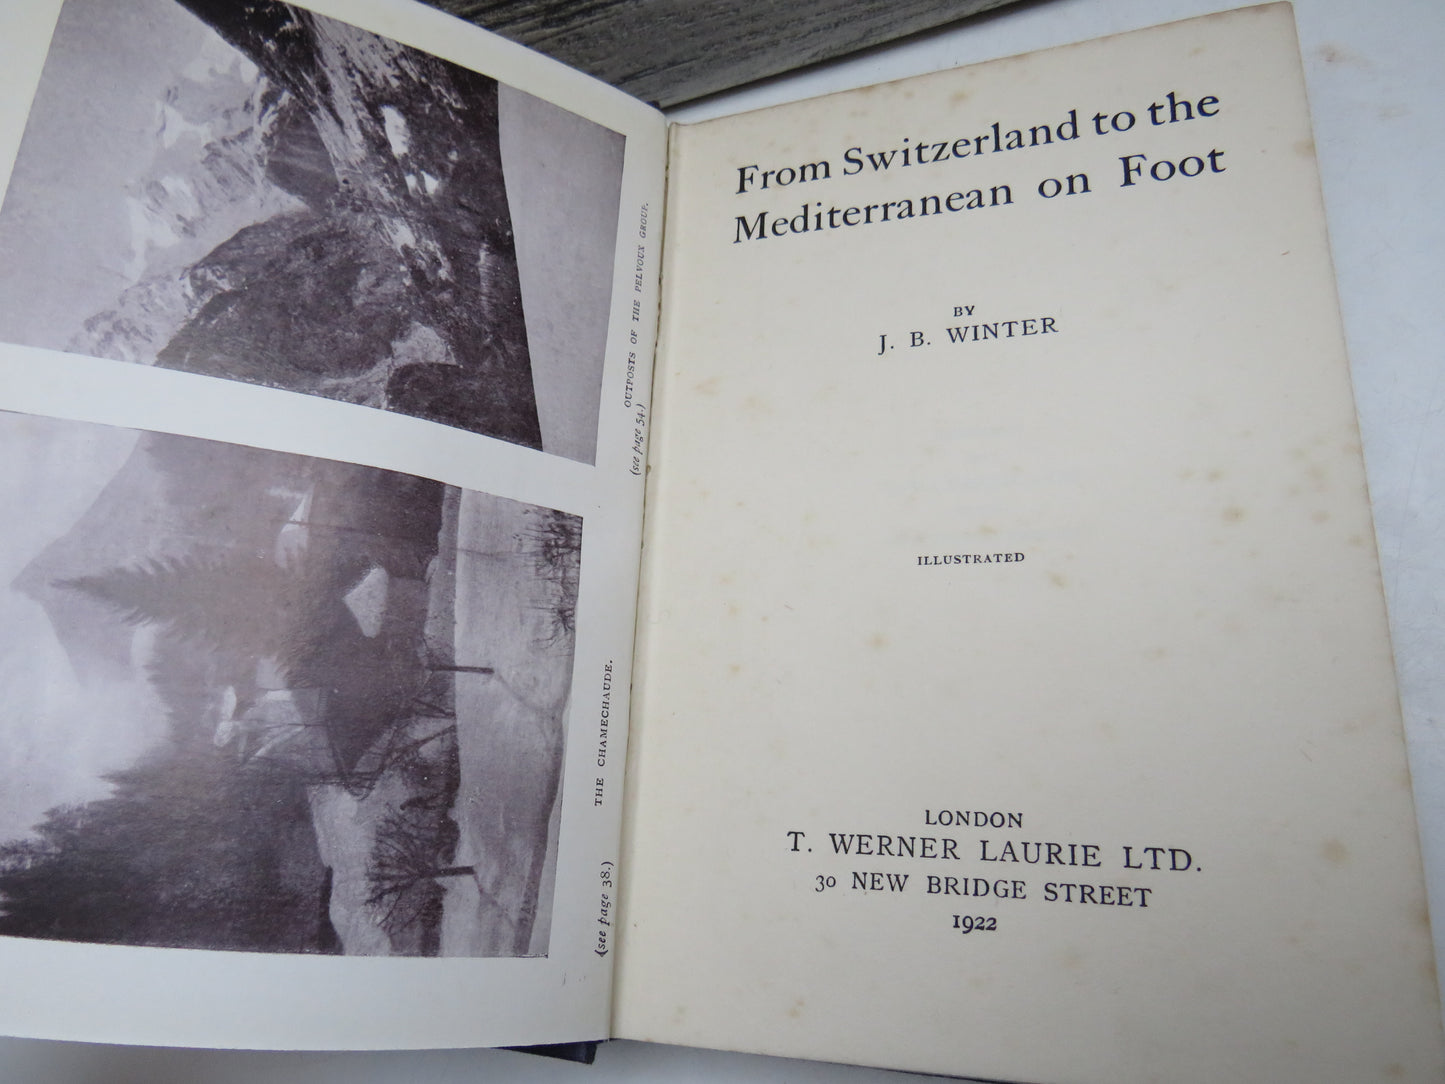 OUTPOSTS OF THE PELVOUX GROUP.
(see page 54.)
THE CHAMECHAUDE.
(see page 38.)
From Switzerland to the
Mediterranean on Foot
BY
J. B. WINTER
ILLUSTRATED
LONDON
T. WERNER LAURIE LTD.
30 NEW BRIDGE STREET
1922